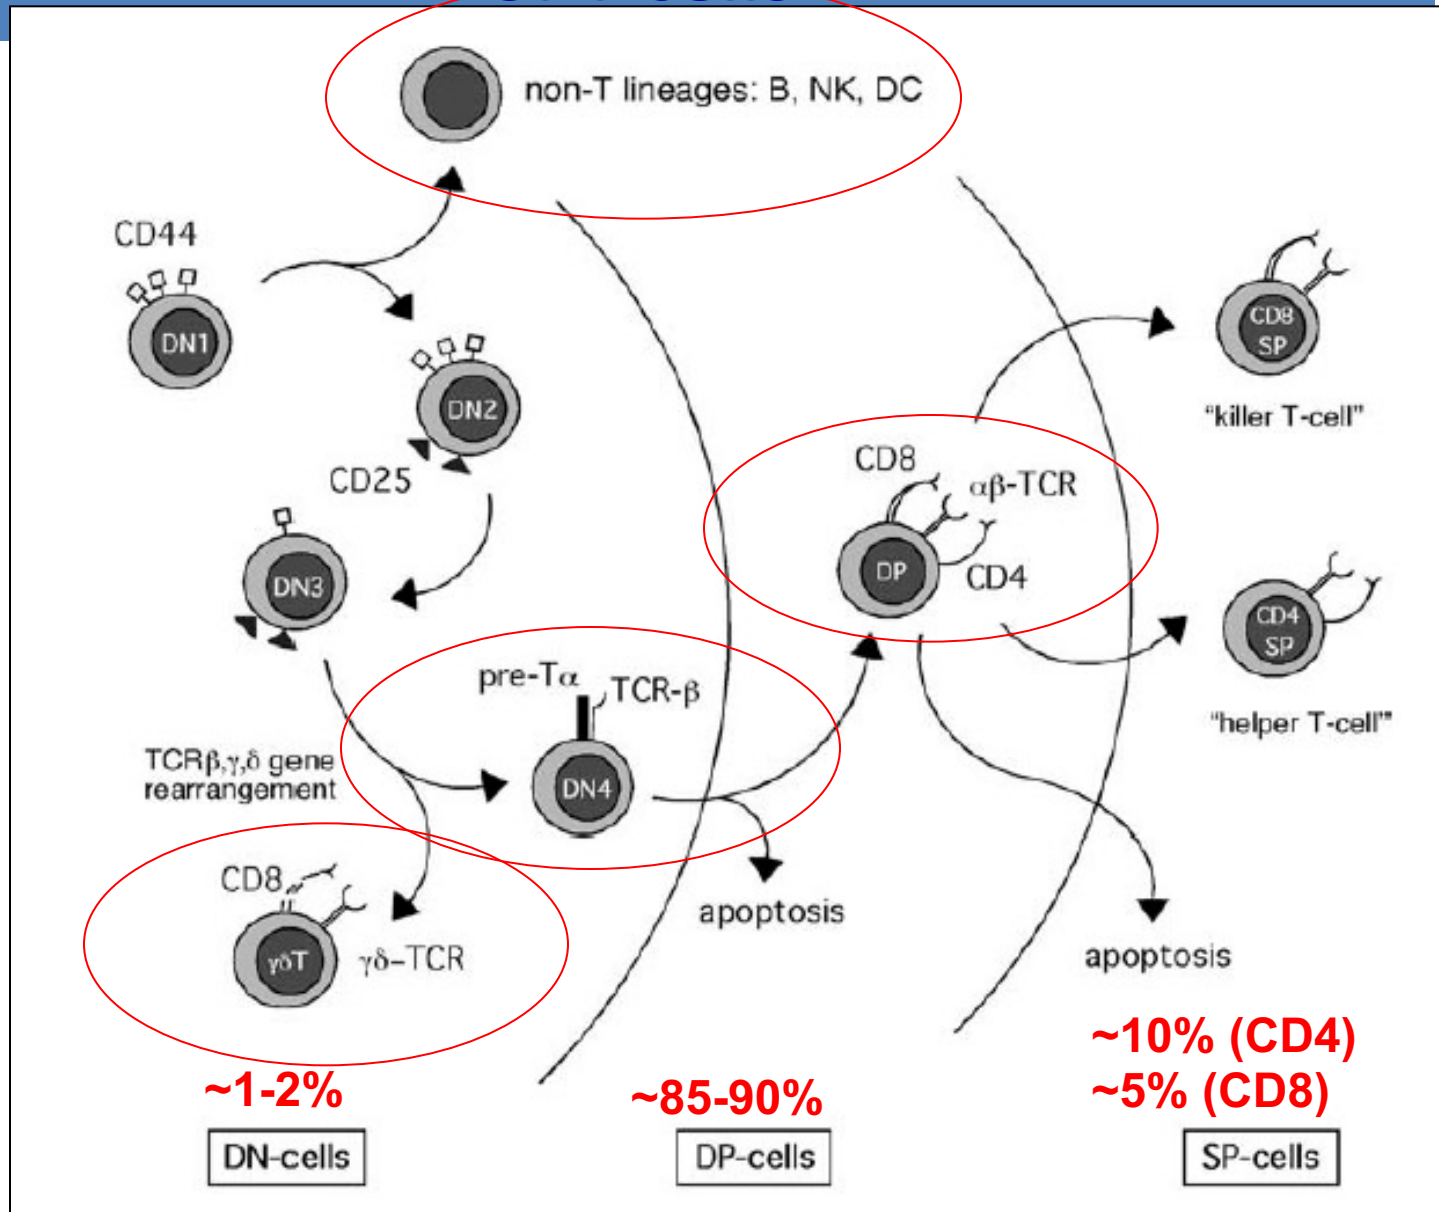 non-T lineages: B, NK, DC
CD44
DN1
DN2
CD25
DN3
TCRβ,γ,δ gene
rearrangement
pre-Tα
TCR-β
DN4
apoptosis
CD8
γδT
γδ-TCR
CD8
αβ-TCR
DP
CD4
CD8
SP
"killer T-cell"
CD4
SP
"helper T-cell"'
apoptosis
~1-2%
~85-90%
~10% (CD4)
~5% (CD8)
DN-cells
DP-cells
SP-cells